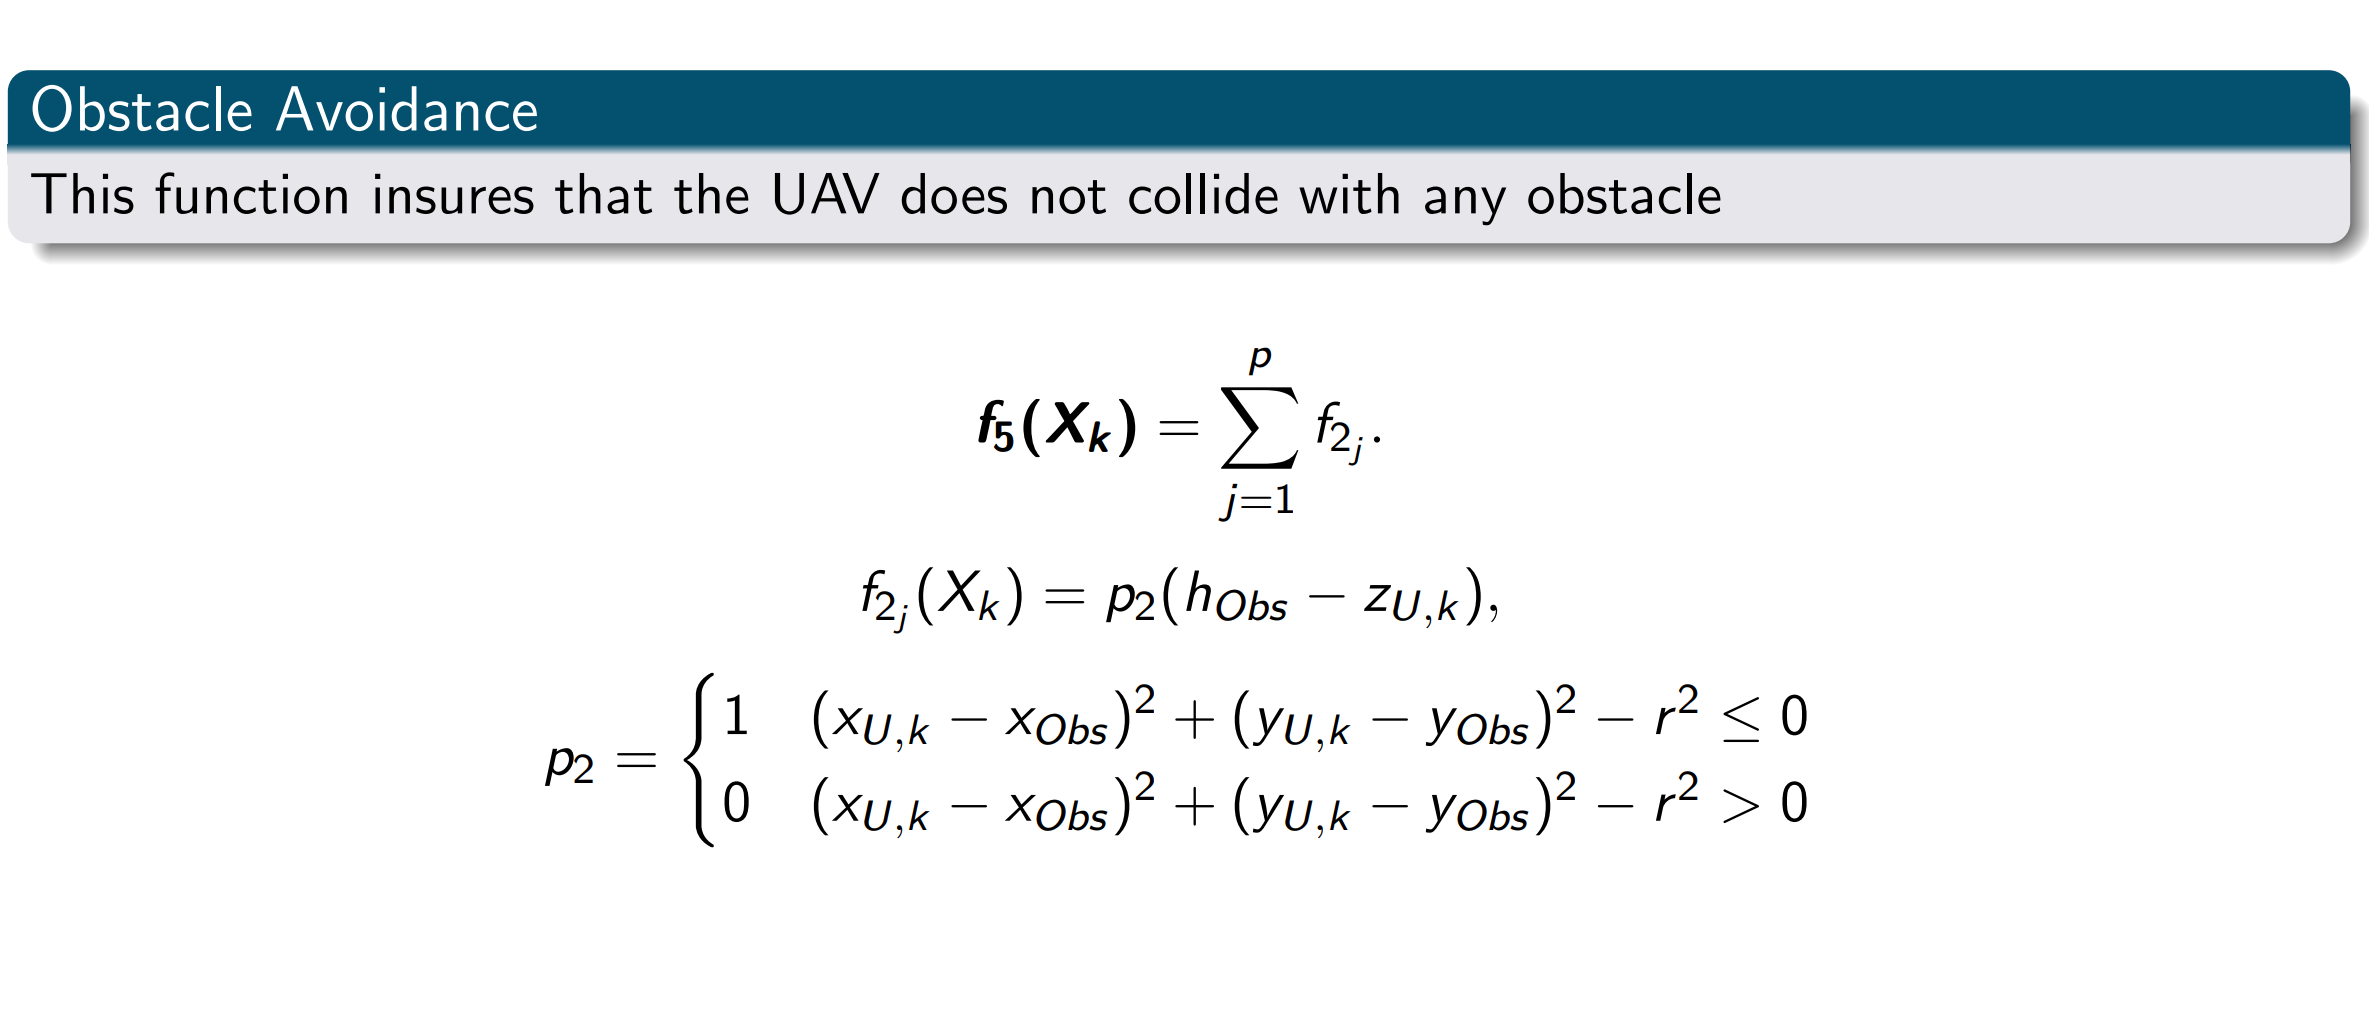 Obstacle Avoidance
This function insures that the UAV does not collide with any obstacle
$\boldsymbol{f_5(X_k)} = \sum_{j=1}^{p} f_{2_j}.$
$f_{2_j}(X_k) = p_2(h_{Obs} - z_{U,k}),$
$p_2 = \begin{cases} 1 & (x_{U,k} - x_{Obs})^2 + (y_{U,k} - y_{Obs})^2 - r^2 \leq 0 \\ 0 & (x_{U,k} - x_{Obs})^2 + (y_{U,k} - y_{Obs})^2 - r^2 > 0 \end{cases}$